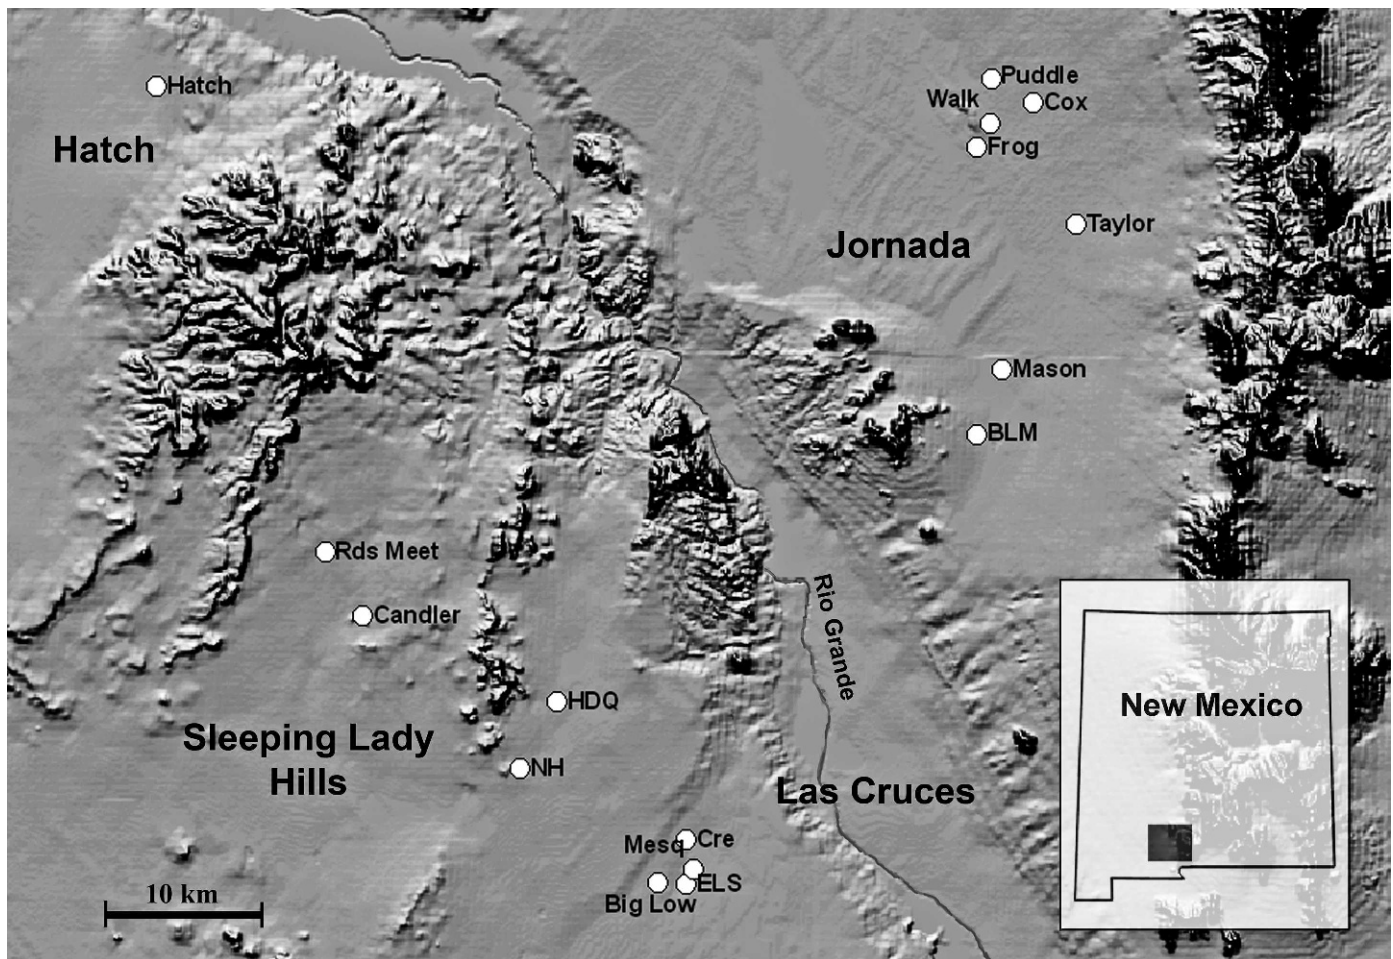 Puddle
Hatch
Walk
Cox
Hatch
Frog
Taylor
Jornada
Mason
BLM
Rds Meet
Candler
Rio Grande
HDQ
New Mexico
Sleeping Lady
Hills
NH
Las Cruces
Mesq
Cre
10 km
ELS
Big Low